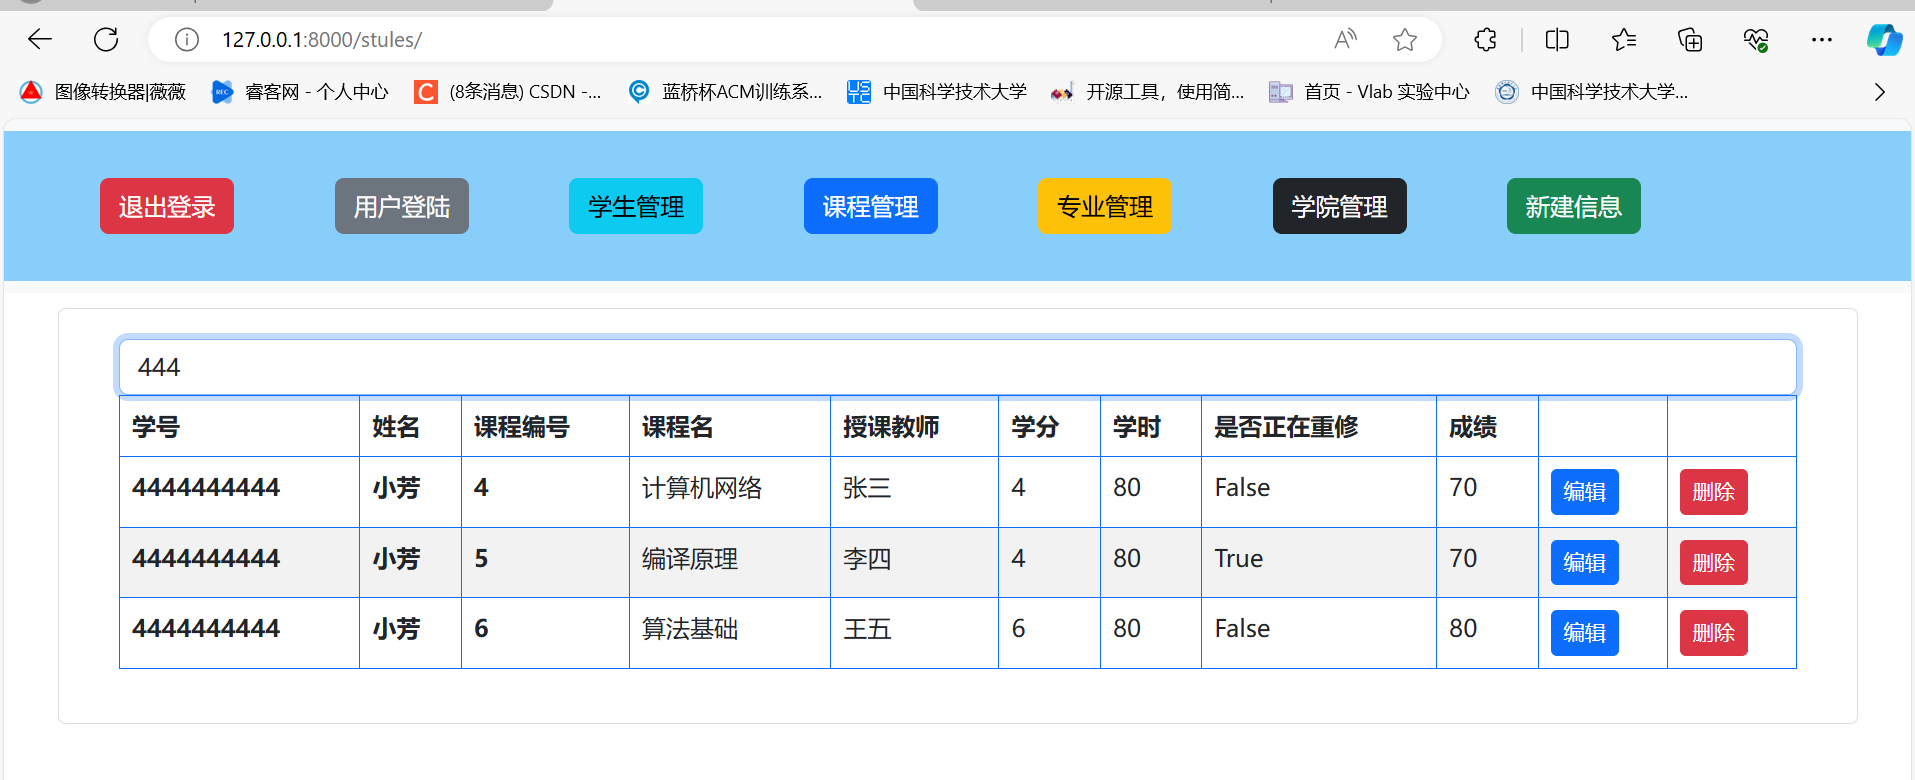 127.0.0.1:8000/stules/
图像转换器|薇薇 睿客网 - 个人中心 (8条消息) CSDN -... 蓝桥杯ACM训练系... 中国科学技术大学 开源工具，使用简... 首页 - Vlab 实验中心 中国科学技术大学...
退出登录 用户登陆 学生管理 课程管理 专业管理 学院管理 新建信息
444
学号 姓名 课程编号 课程名 授课教师 学分 学时 是否正在重修 成绩
4444444444 小芳 4 计算机网络 张三 4 80 False 70 编辑 删除
4444444444 小芳 5 编译原理 李四 4 80 True 70 编辑 删除
4444444444 小芳 6 算法基础 王五 6 80 False 80 编辑 删除